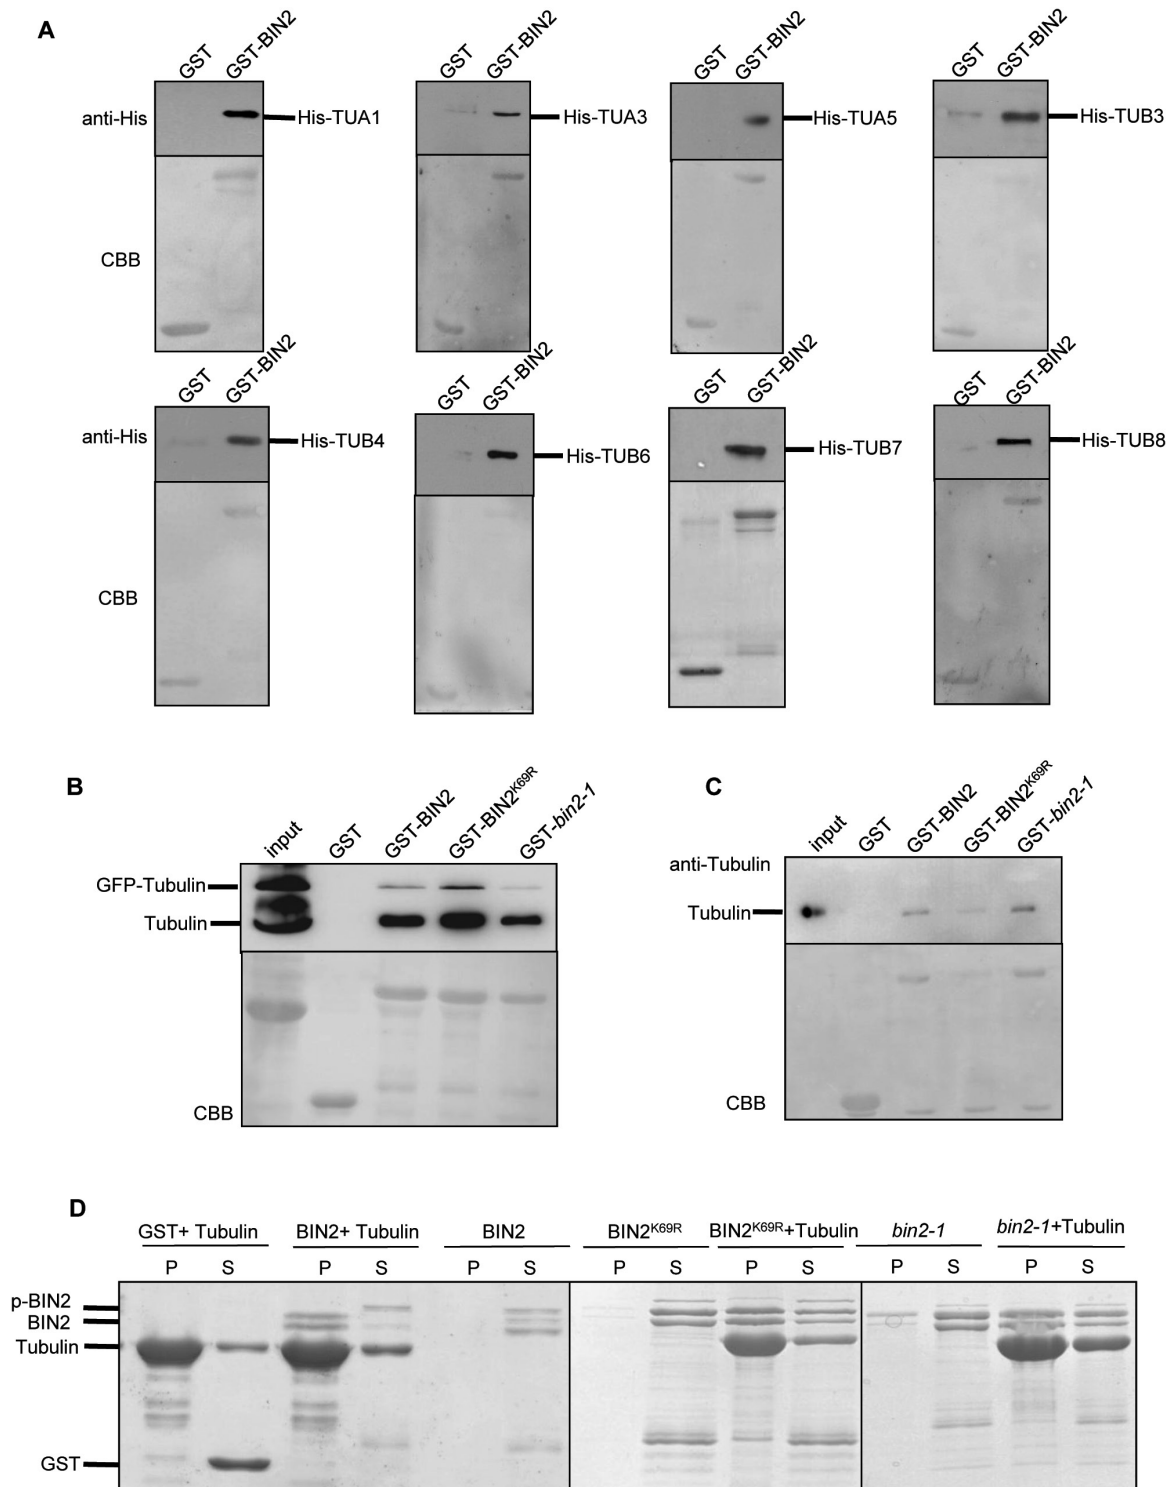 A
GST GST-BIN2 GST GST-BIN2 GST GST-BIN2 GST GST-BIN2
anti-His His-TUA1 His-TUA3 His-TUA5 His-TUB3
CBB
GST GST-BIN2 GST GST-BIN2 GST GST-BIN2 GST GST-BIN2
anti-His His-TUB4 His-TUB6 His-TUB7 His-TUB8
CBB
B
input GST GST-BIN2 GST-BIN2K69R GST-bin2-1
GFP-Tubulin
Tubulin
CBB
C
input GST GST-BIN2 GST-BIN2K69R GST-bin2-1
anti-Tubulin
Tubulin
CBB
D
GST+ Tubulin BIN2+ Tubulin BIN2 BIN2K69R BIN2K69R+Tubulin bin2-1 bin2-1+Tubulin
P S P S P S P S P S P S P S
p-BIN2
BIN2
Tubulin
GST